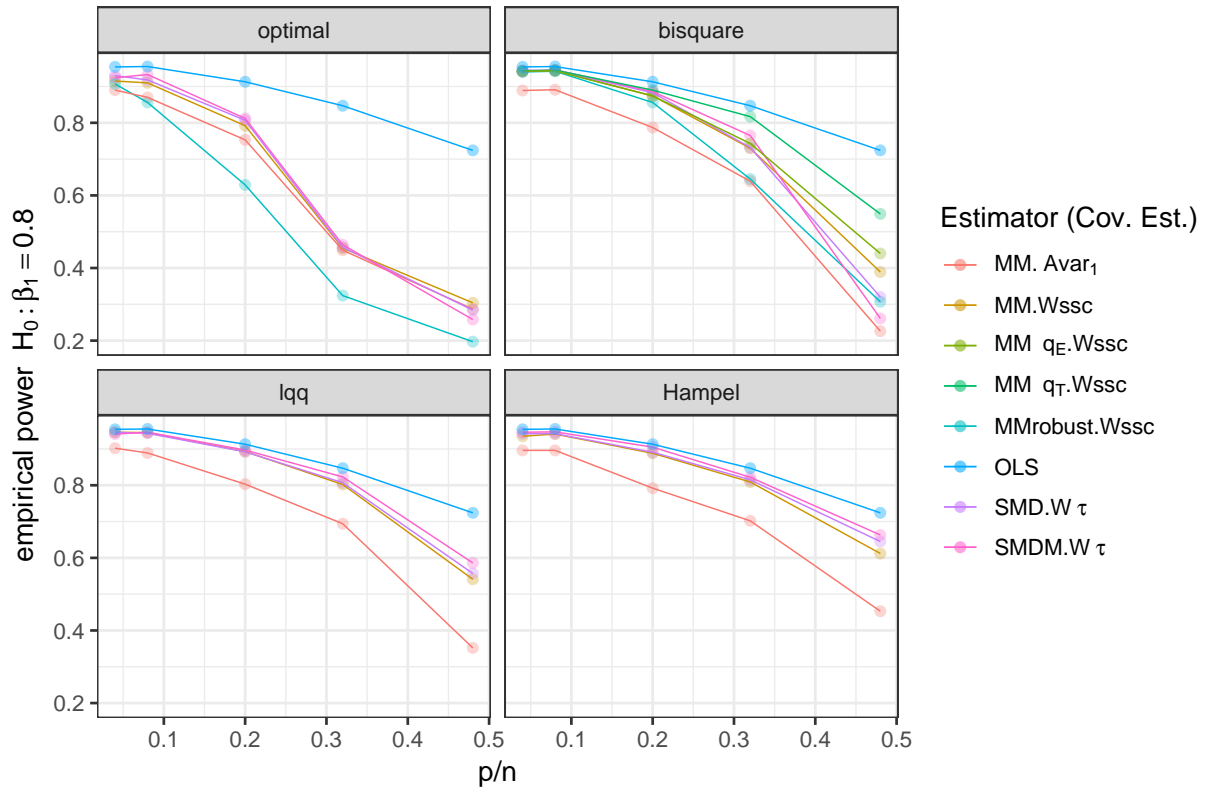 optimal
bisquare
0.8
0.6
0.4
0.2
lqq
Hampel
0.8
0.6
0.4
0.2
0.1 0.2 0.3 0.4 0.5
0.1 0.2 0.3 0.4 0.5
p/n
empirical power H₀ : β₁ = 0.8
Estimator (Cov. Est.)
MM. Avar₁
MM.Wssc
MM q_E.Wssc
MM q_T.Wssc
MMrobust.Wssc
OLS
SMD.W τ
SMDM.W τ